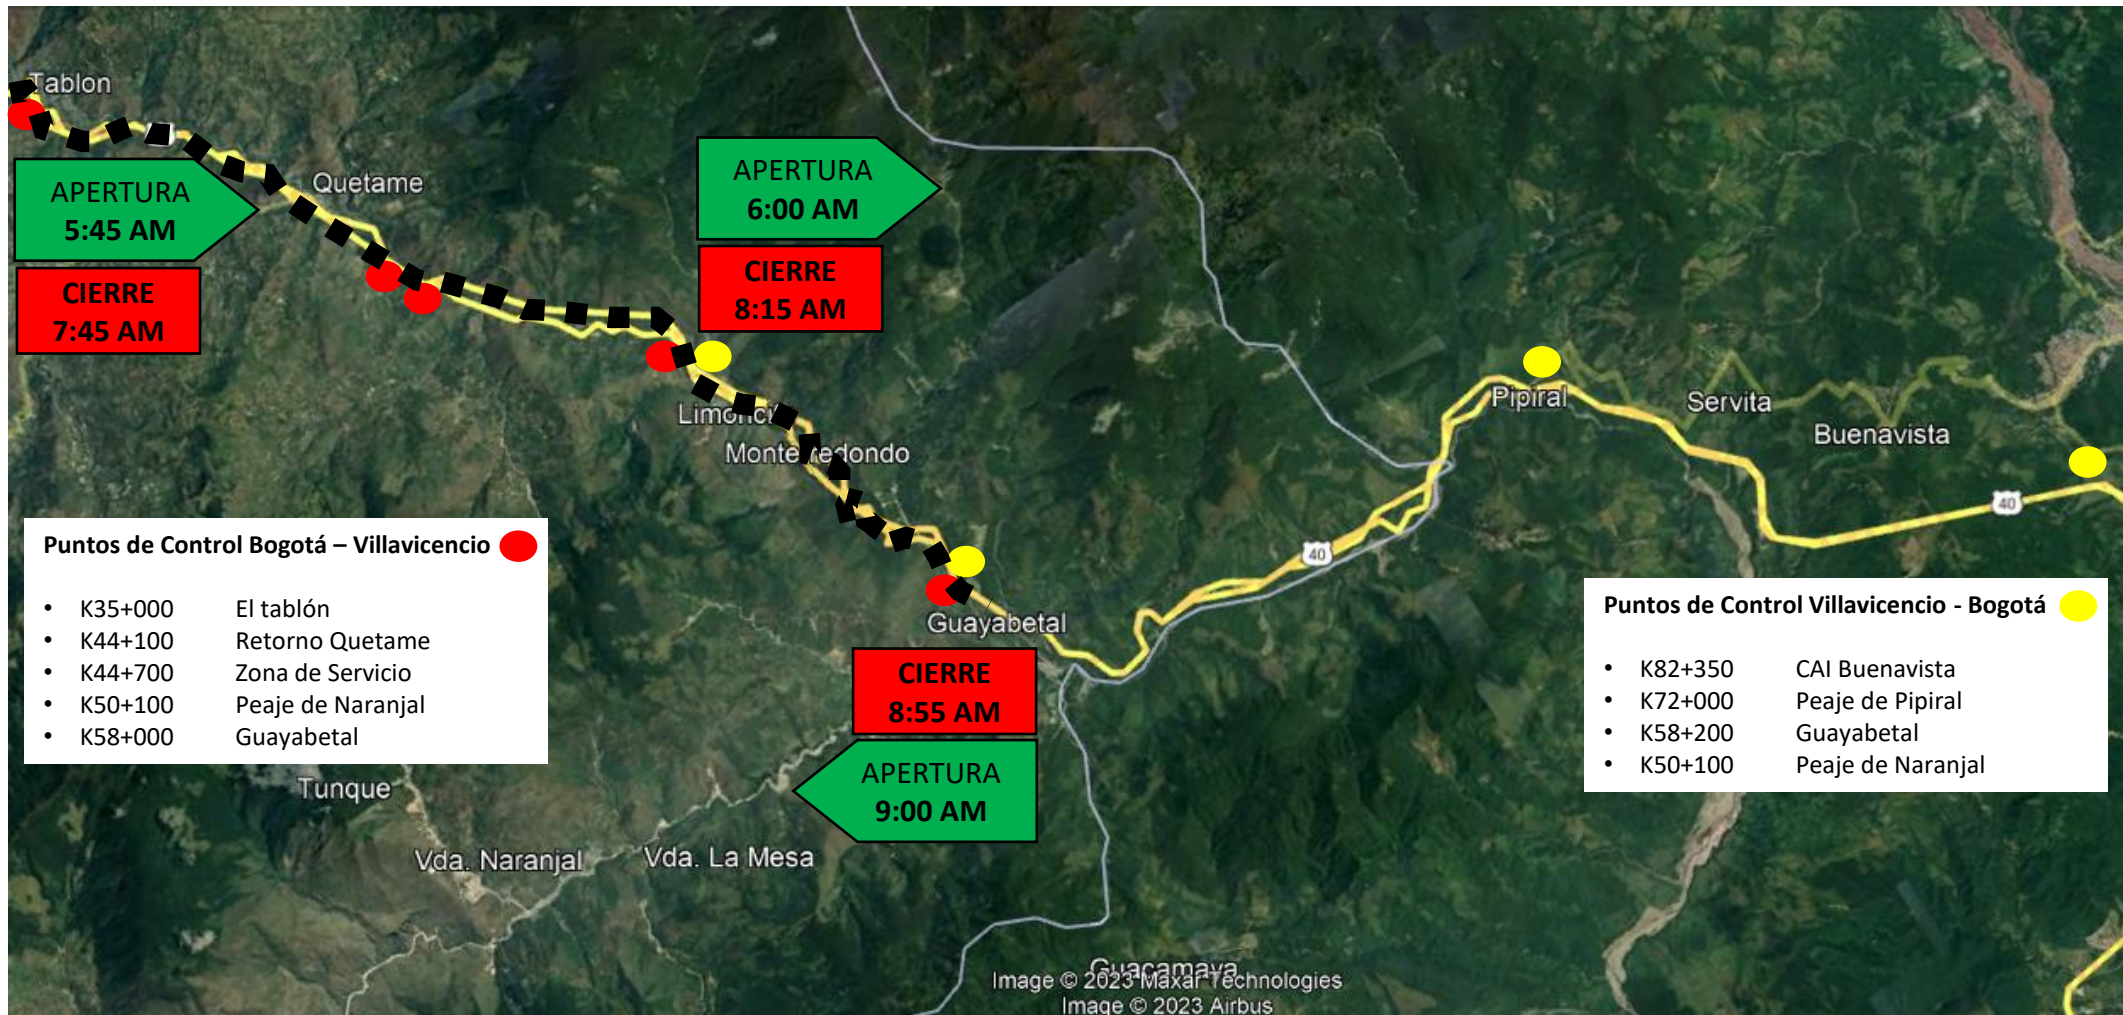 Tablon
APERTURA
5:45 AM
CIERRE
7:45 AM
Quetame
APERTURA
6:00 AM
CIERRE
8:15 AM
Monterredondo
Pipiral
Servita
Buenavista
40
40
Puntos de Control Bogotá – Villavicencio
• K35+000 El tablón
• K44+100 Retorno Quetame
• K44+700 Zona de Servicio
• K50+100 Peaje de Naranjal
• K58+000 Guayabetal
Guayabetal
CIERRE
8:55 AM
APERTURA
9:00 AM
Puntos de Control Villavicencio - Bogotá
• K82+350 CAI Buenavista
• K72+000 Peaje de Pipiral
• K58+200 Guayabetal
• K50+100 Peaje de Naranjal
Tunque
Vda. Naranjal
Vda. La Mesa
Guacamaya
Image © 2023 Maxar Technologies
Image © 2023 Airbus